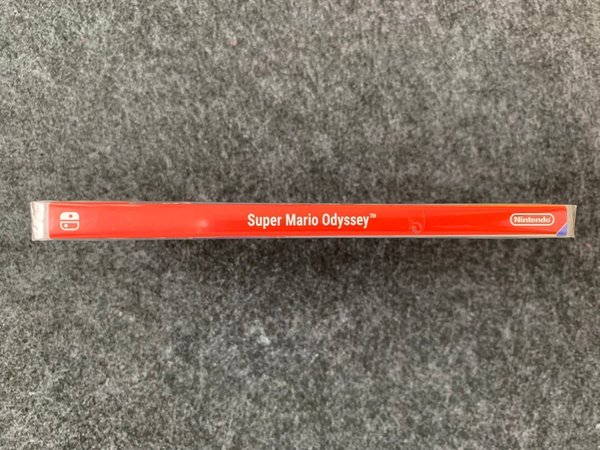 Super Mario Odyssey™
Nintendo